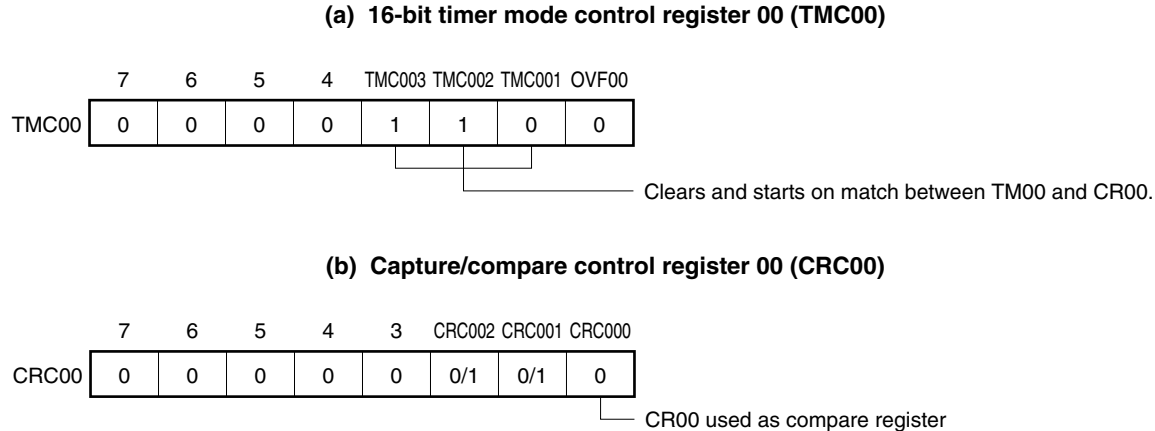 (a) 16-bit timer mode control register 00 (TMC00)
7 6 5 4 TMC003 TMC002 TMC001 OVF00
TMC00 0 0 0 0 1 1 0 0
Clears and starts on match between TM00 and CR00.
(b) Capture/compare control register 00 (CRC00)
7 6 5 4 3 CRC002 CRC001 CRC000
CRC00 0 0 0 0 0 0/1 0/1 0
CR00 used as compare register